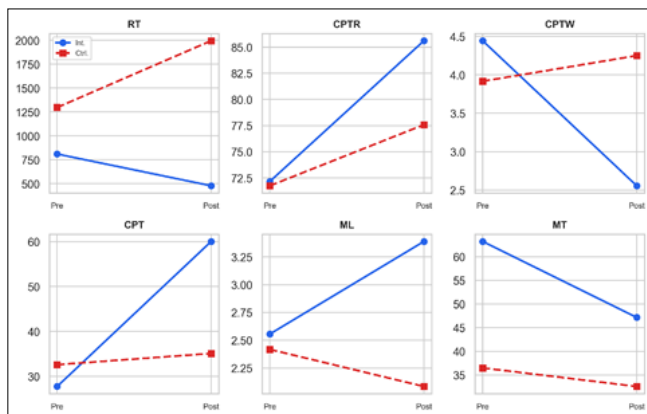 RT
2000
1750
1500
1250
1000
750
500
Pre
Post
Int.
Ctrl.
CPTR
85.0
82.5
80.0
77.5
75.0
72.5
Pre
Post
CPTW
4.5
4.0
3.5
3.0
2.5
Pre
Post
CPT
60
50
40
30
Pre
Post
ML
3.25
3.00
2.75
2.50
2.25
Pre
Post
MT
60
55
50
45
40
35
Pre
Post